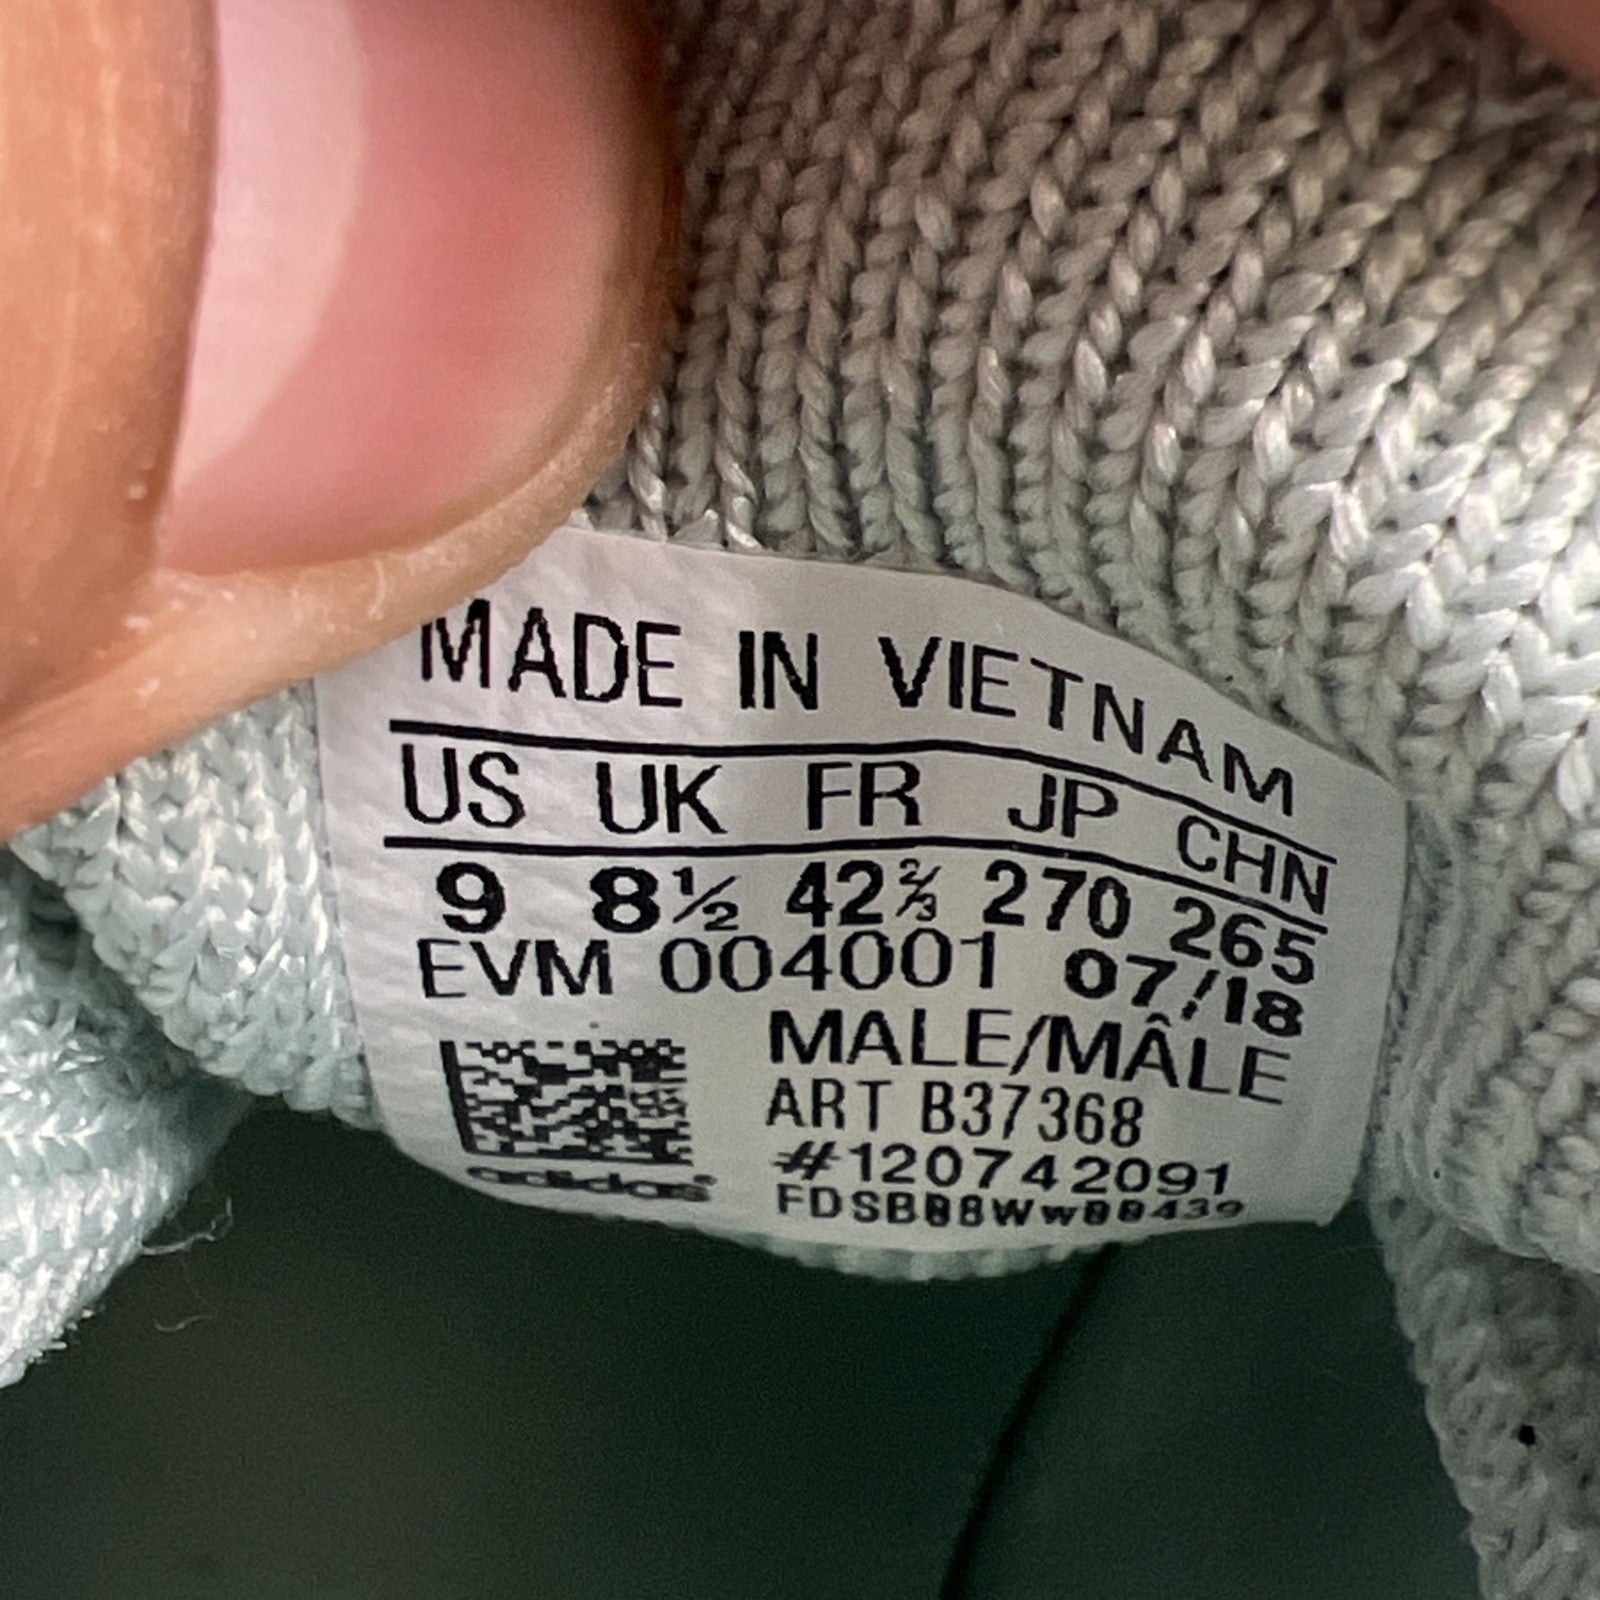 MADE IN VIETNAM
US UK FR JP CHN
9 8½ 42⅔ 270 265
EVM 004001 07/18
MALE/MÂLE
ART B37368
#120742091
adidas